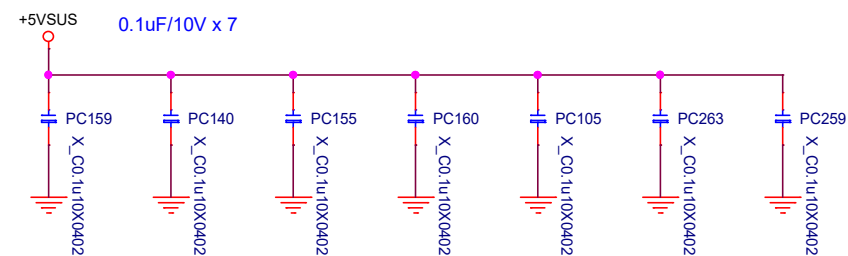 +5VSUS
0.1uF/10V x 7
PC159
PC140
PC155
PC160
PC105
PC263
PC259
X_C0.1u10X0402
X_C0.1u10X0402
X_C0.1u10X0402
X_C0.1u10X0402
X_C0.1u10X0402
X_C0.1u10X0402
X_C0.1u10X0402